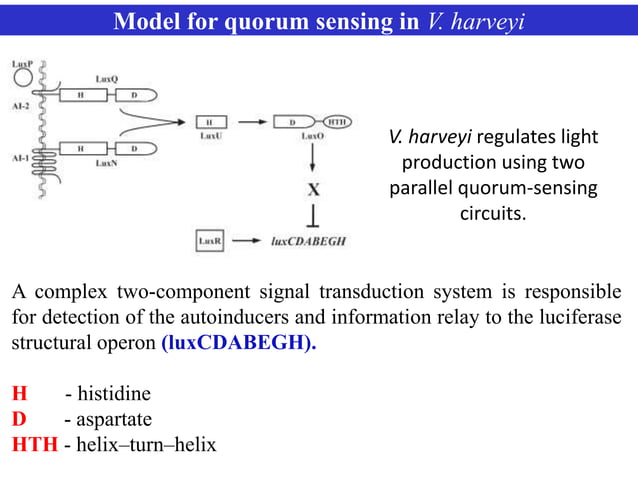 Model for quorum sensing in V. harveyi
LuxP
LuxQ
H
D
AI-2
H
LuxU
D
HTH
LuxO
H
D
AI-1
LuxN
X
LuxR
luxCDABEGH
V. harveyi regulates light
production using two
parallel quorum-sensing
circuits.
A complex two-component signal transduction system is responsible
for detection of the autoinducers and information relay to the luciferase
structural operon (luxCDABEGH).
H - histidine
D - aspartate
HTH - helix–turn–helix